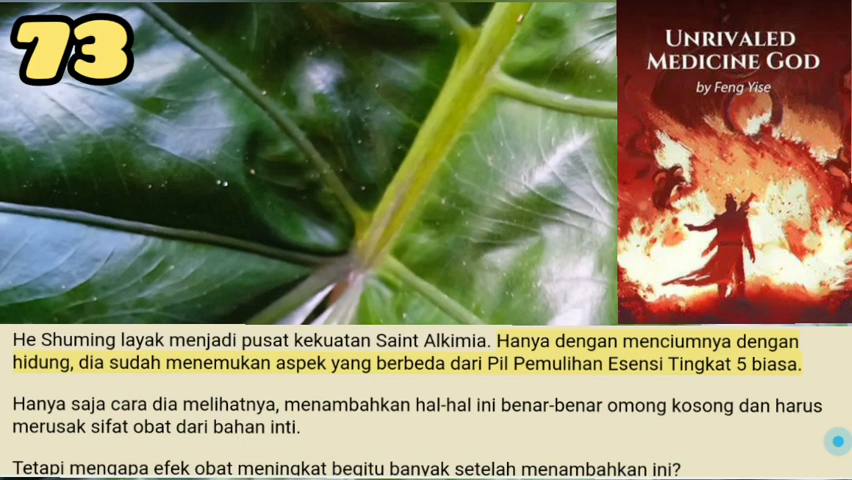 73
UNRIVALED
MEDICINE GOD
by Feng Yise
He Shuming layak menjadi pusat kekuatan Saint Alkimia. Hanya dengan menciumnya dengan
hidung, dia sudah menemukan aspek yang berbeda dari Pil Pemulihan Esensi Tingkat 5 biasa.
Hanya saja cara dia melihatnya, menambahkan hal-hal ini benar-benar omong kosong dan harus
merusak sifat obat dari bahan inti.
Tetapi mengapa efek obat meningkat begitu banyak setelah menambahkan ini?